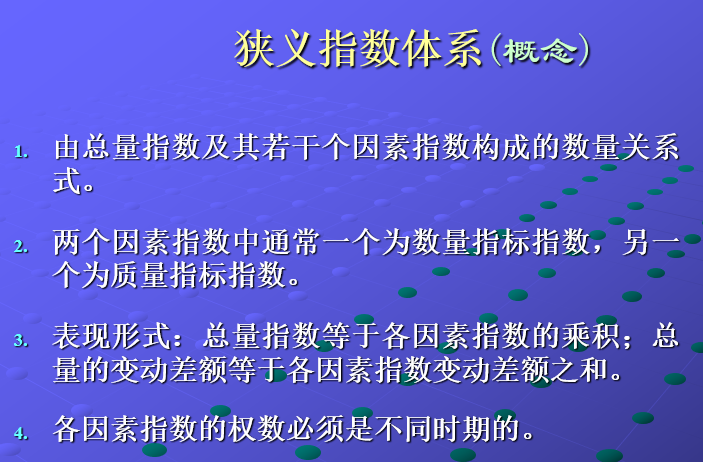 狭义指数体系(概念)
1. 由总量指数及其若干个因素指数构成的数量关系
式。
2. 两个因素指数中通常一个为数量指标指数，另一
个为质量指标指数。
3. 表现形式：总量指数等于各因素指数的乘积；总
量的变动差额等于各因素指数变动差额之和。
4. 各因素指数的权数必须是不同时期的。